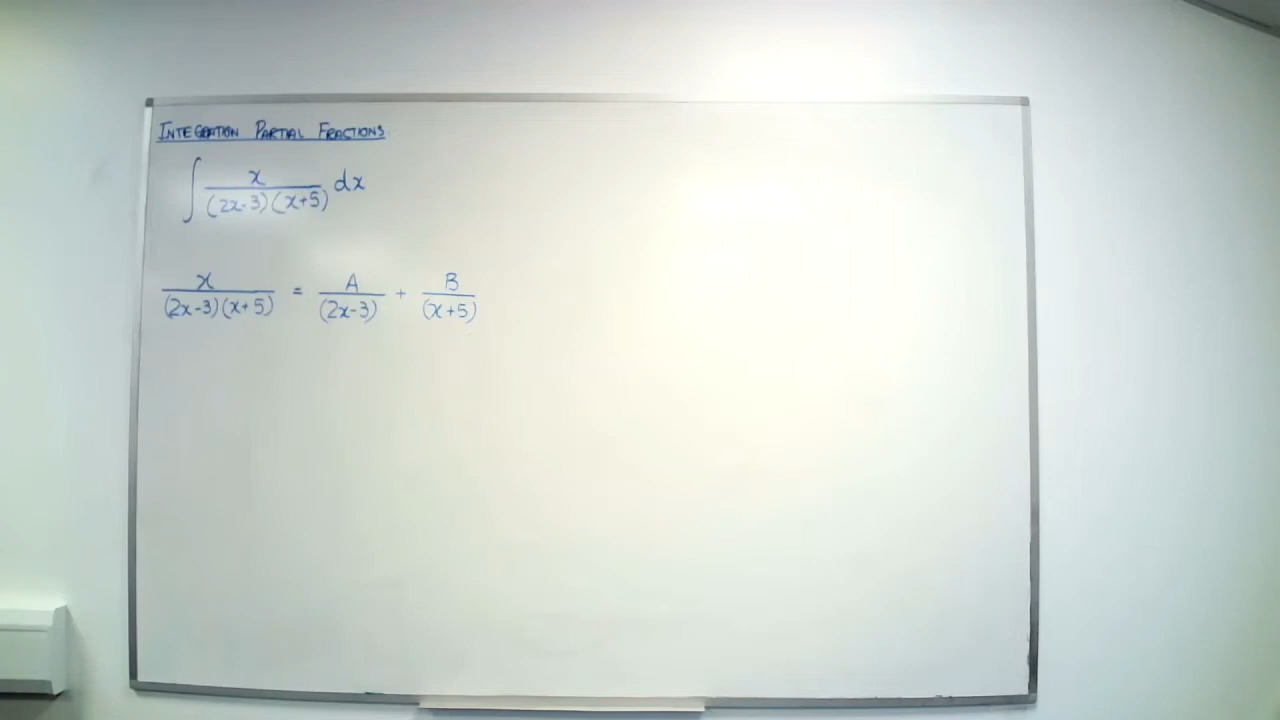 INTEGRATION PARTIAL FRACTIONS.
∫ x / (2x-3)(x+5) dx
x / (2x-3)(x+5) = A / (2x-3) + B / (x+5)